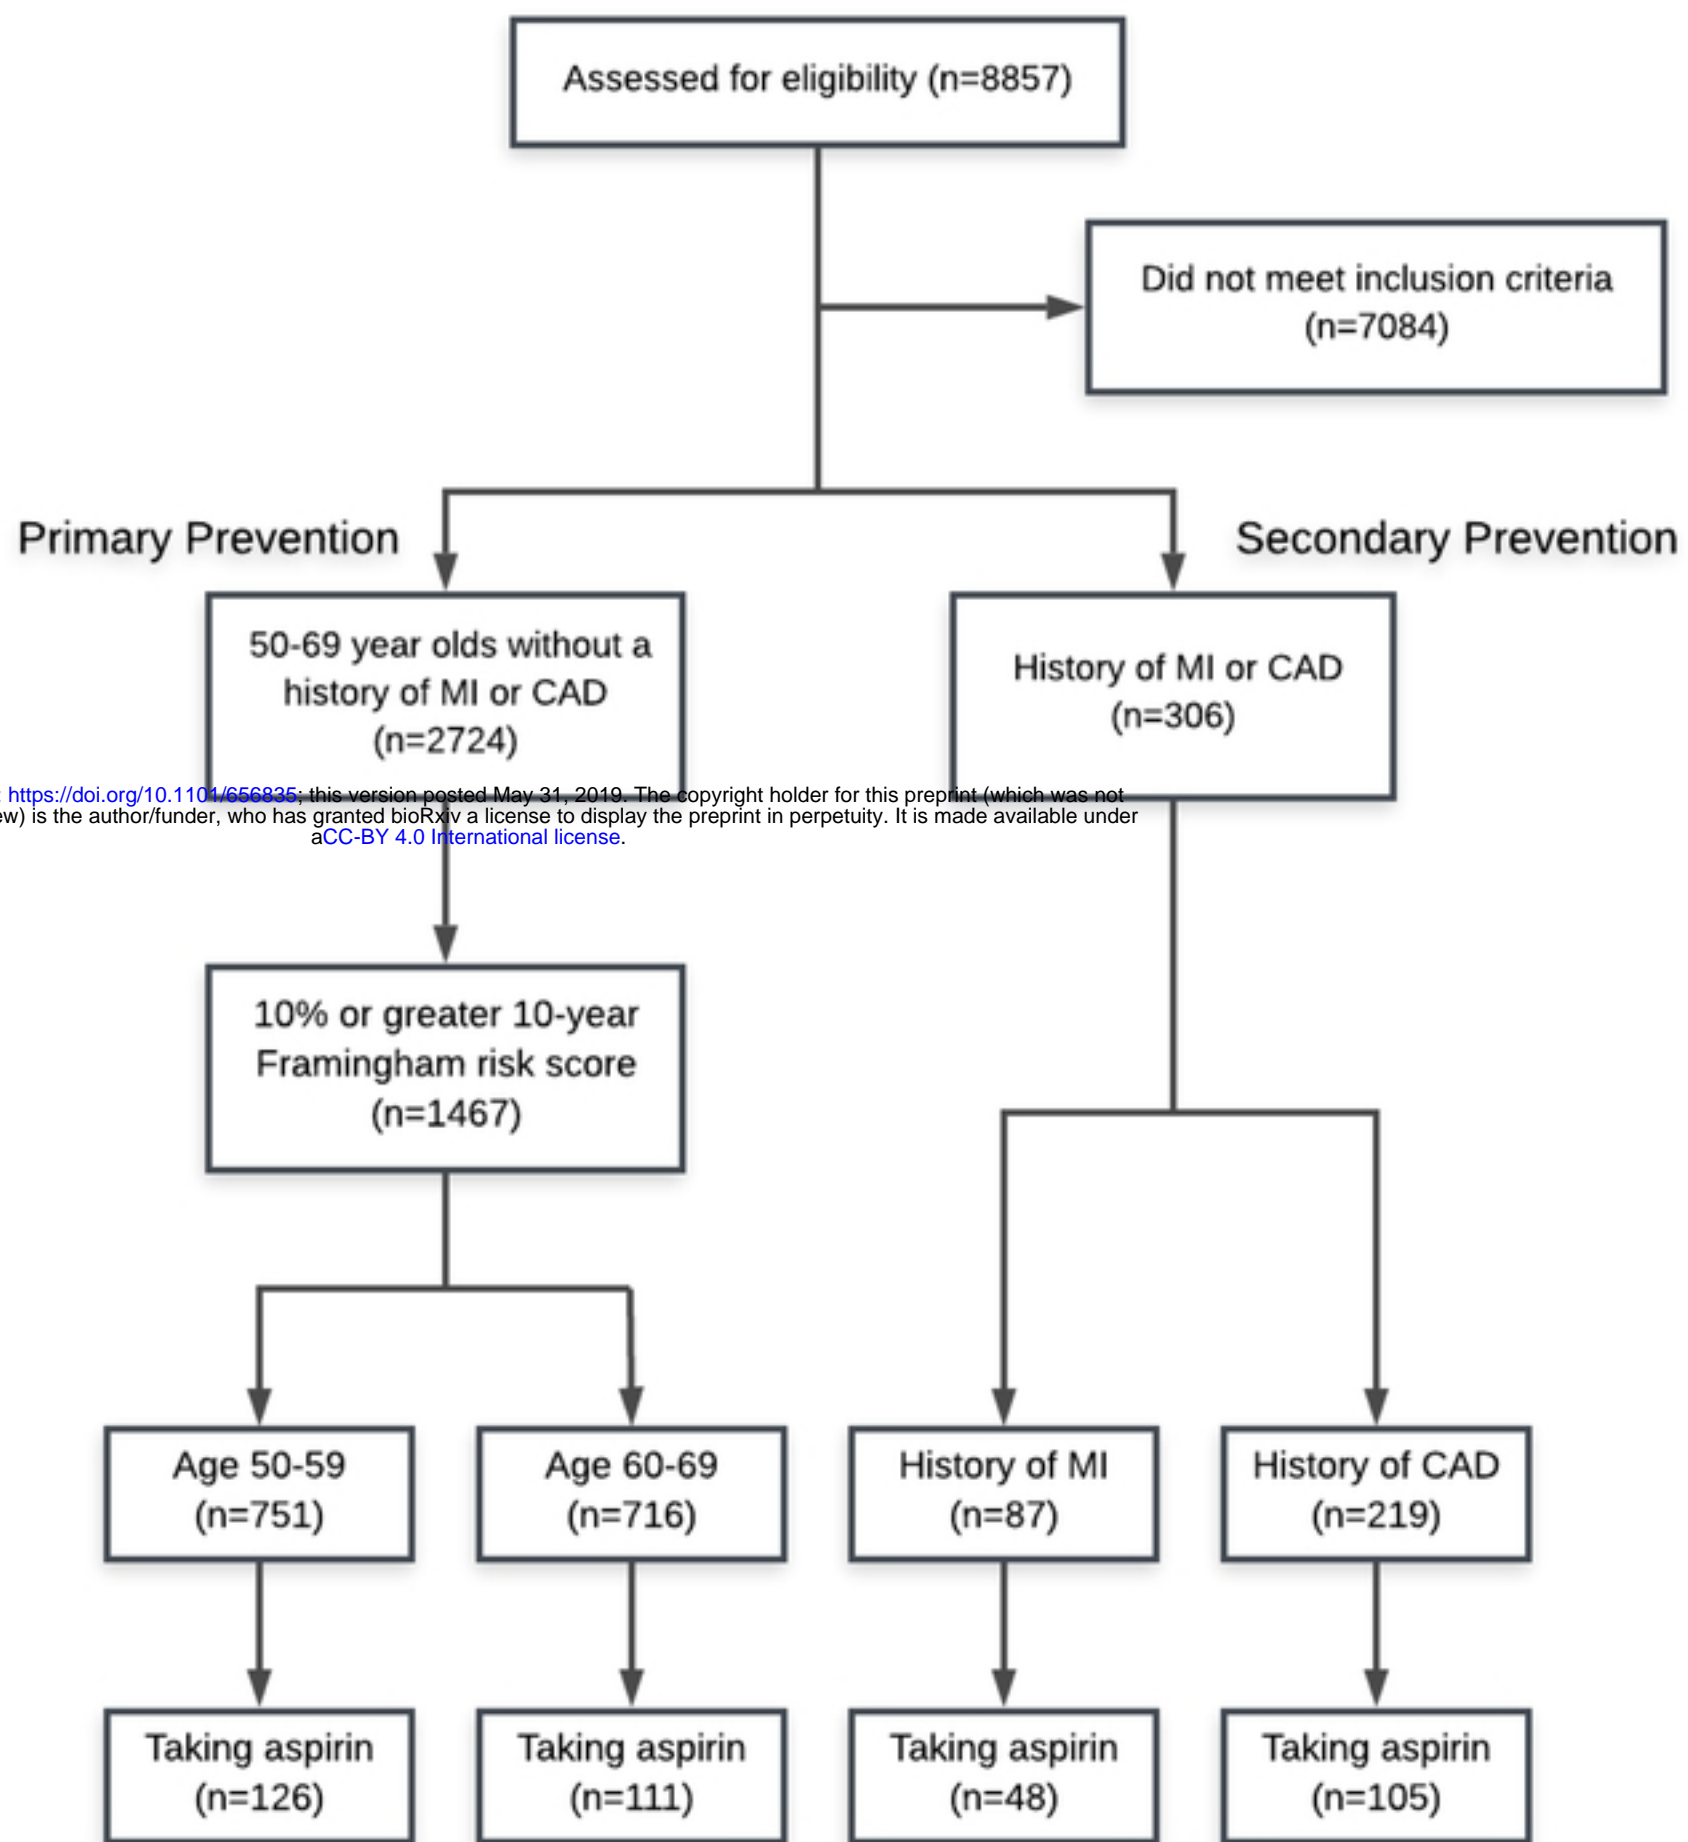 Assessed for eligibility (n=8857)
Did not meet inclusion criteria
(n=7084)
Primary Prevention
Secondary Prevention
50-69 year olds without a
history of MI or CAD
(n=2724)
History of MI or CAD
(n=306)
: https://doi.org/10.1101/656835; this version posted May 31, 2019. The copyright holder for this preprint (which was not
ew) is the author/funder, who has granted bioRxiv a license to display the preprint in perpetuity. It is made available under
aCC-BY 4.0 International license.
10% or greater 10-year
Framingham risk score
(n=1467)
Age 50-59
(n=751)
Age 60-69
(n=716)
History of MI
(n=87)
History of CAD
(n=219)
Taking aspirin
(n=126)
Taking aspirin
(n=111)
Taking aspirin
(n=48)
Taking aspirin
(n=105)